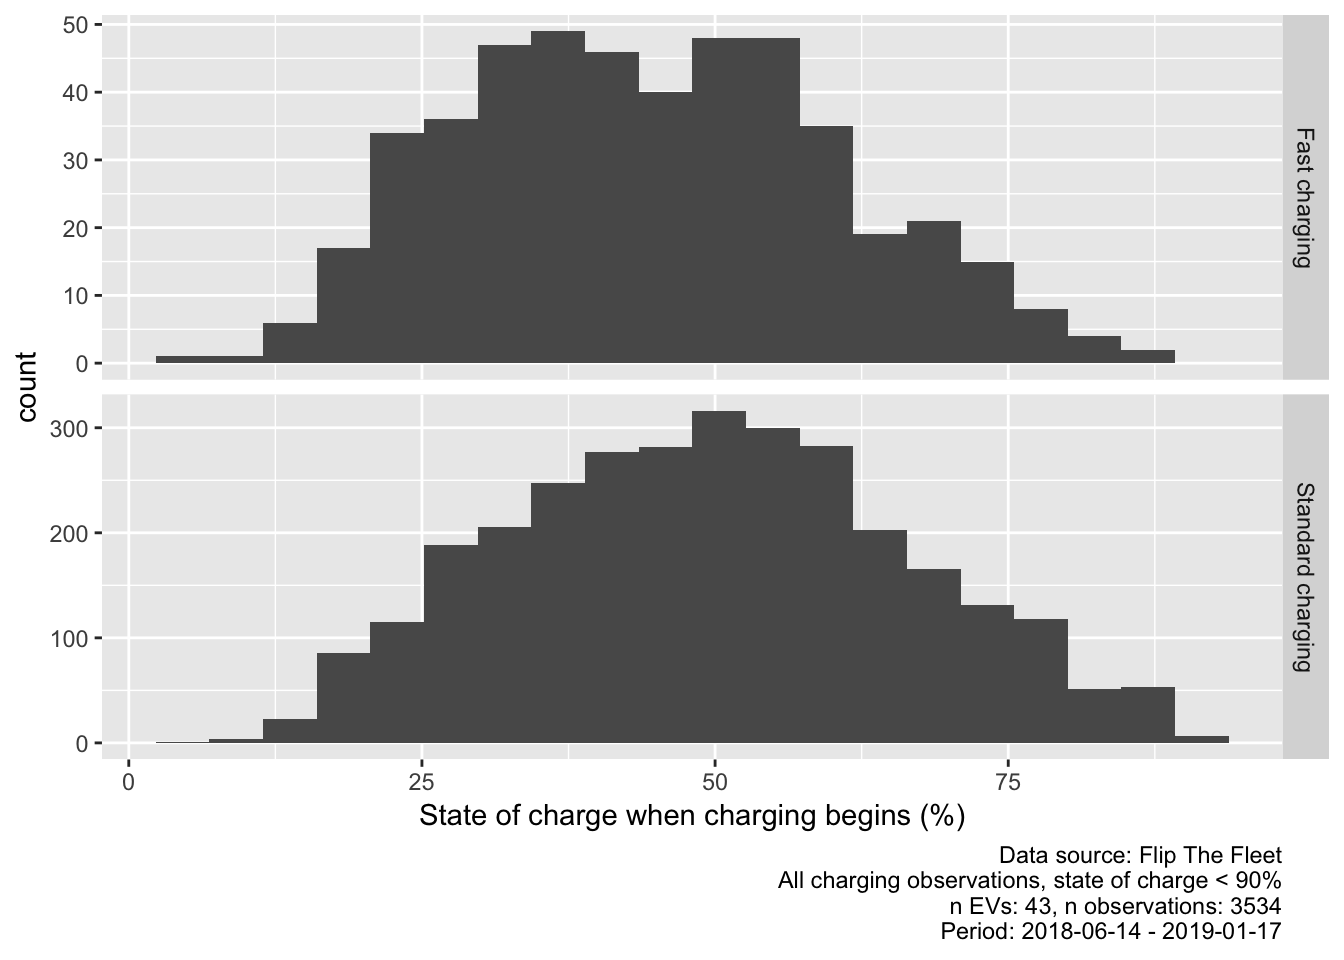 50
40
30
20
10
0
Fast charging
count
300
200
100
0
Standard charging
0 25 50 75
State of charge when charging begins (%)
Data source: Flip The Fleet
All charging observations, state of charge < 90%
n EVs: 43, n observations: 3534
Period: 2018-06-14 - 2019-01-17